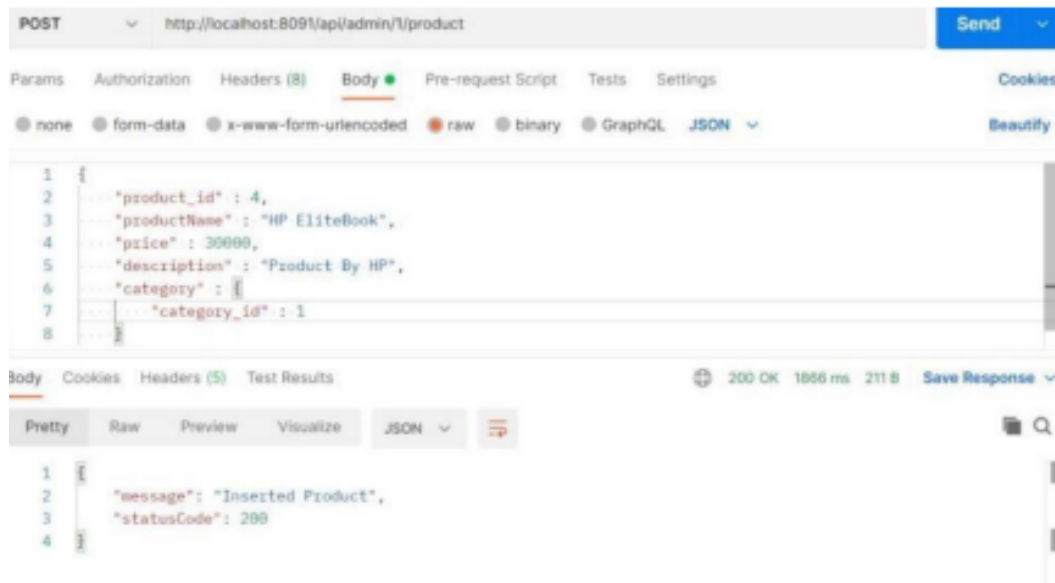 POST http://localhost:8091/api/admin/1/product Send
Params Authorization Headers (8) Body Pre-request Script Tests Settings Cookies
none form-data x-www-form-urlencoded raw binary GraphQL JSON Beautify
1 {
2 "product_id" : 4,
3 "productName" : "HP EliteBook",
4 "price" : 30000,
5 "description" : "Product By HP",
6 "category" : {
7 "category_id" : 1
8 }
Body Cookies Headers (5) Test Results 200 OK 1866 ms 211 B Save Response
Pretty Raw Preview Visualize JSON
1 {
2 "message": "Inserted Product",
3 "statusCode": 200
4 }